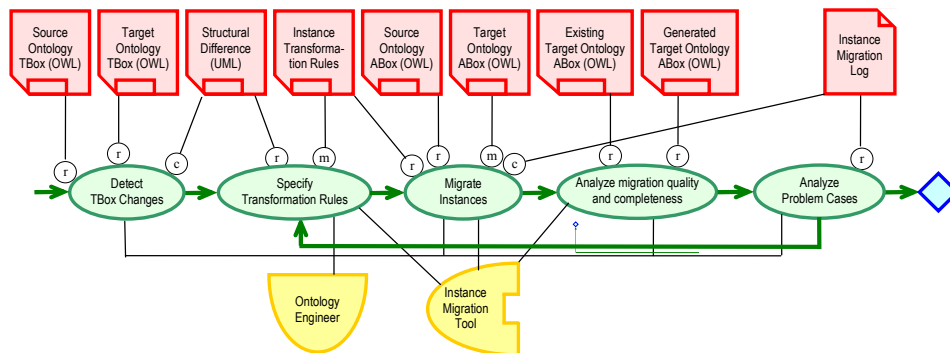 Source
Ontology
TBox (OWL)
Target
Ontology
TBox (OWL)
Structural
Difference
(UML)
Instance
Transforma-
tion Rules
Source
Ontology
ABox (OWL)
Target
Ontology
ABox (OWL)
Existing
Target Ontology
ABox (OWL)
Generated
Target Ontology
ABox (OWL)
Instance
Migration
Log
r
r
c
r
m
r
r
m
c
r
r
r
Detect
TBox Changes
Specify
Transformation Rules
Migrate
Instances
Analyze migration quality
and completeness
Analyze
Problem Cases
Ontology
Engineer
Instance
Migration
Tool